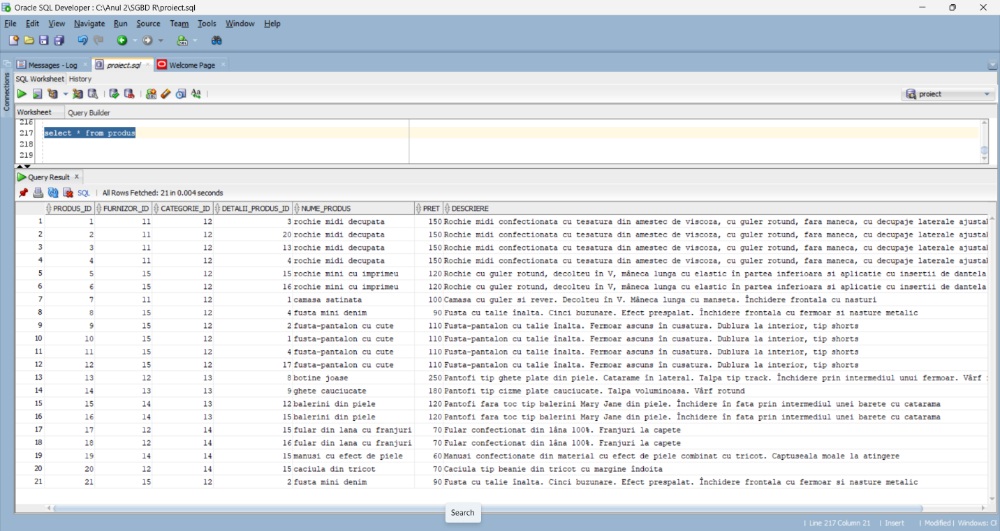 Oracle SQL Developer : C:\Anul 2\SGBD R\proiect.sql
File Edit View Navigate Run Source Team Tools Window Help
Messages - Log proiect.sql Welcome Page
Connections
SQL Worksheet History
proiect
Worksheet Query Builder
216
217 select * from produs
218
219
Query Result
SQL | All Rows Fetched: 21 in 0.004 seconds
PRODUS_ID FURNIZOR_ID CATEGORIE_ID DETALII_PRODUS_ID NUME_PRODUS PRET DESCRIERE
1 1 11 12 3 rochie midi decupata 150 Rochie midi confectionata cu tesatura din amestec de viscoza, cu guler rotund, fara maneca, cu decupaje laterale ajustal
2 2 11 12 20 rochie midi decupata 150 Rochie midi confectionata cu tesatura din amestec de viscoza, cu guler rotund, fara maneca, cu decupaje laterale ajustal
3 3 11 12 13 rochie midi decupata 150 Rochie midi confectionata cu tesatura din amestec de viscoza, cu guler rotund, fara maneca, cu decupaje laterale ajustal
4 4 11 12 4 rochie midi decupata 150 Rochie midi confectionata cu tesatura din amestec de viscoza, cu guler rotund, fara maneca, cu decupaje laterale ajustal
5 5 15 12 15 rochie mini cu imprimeu 120 Rochie cu guler rotund, decolteu în V, mâneca lunga cu elastic în partea inferioara si aplicatie cu insertii de dantela
6 6 15 12 16 rochie mini cu imprimeu 120 Rochie cu guler rotund, decolteu în V, mâneca lunga cu elastic în partea inferioara si aplicatie cu insertii de dantela
7 7 11 12 1 camasa satinata 100 Camasa cu guler si rever. Decolteu în V. Mâneca lunga cu manseta. Închidere frontala cu nasturi
8 8 15 12 4 fusta mini denim 90 Fusta cu talie înalta. Cinci buzunare. Efect prespalat. Închidere frontala cu fermoar si nasture metalic
9 9 15 12 2 fusta-pantalon cu cute 110 Fusta-pantalon cu talie înalta. Fermoar ascuns în cusatura. Dublura la interior, tip shorts
10 10 15 12 1 fusta-pantalon cu cute 110 Fusta-pantalon cu talie înalta. Fermoar ascuns în cusatura. Dublura la interior, tip shorts
11 11 15 12 4 fusta-pantalon cu cute 110 Fusta-pantalon cu talie înalta. Fermoar ascuns în cusatura. Dublura la interior, tip shorts
12 12 15 12 17 fusta-pantalon cu cute 110 Fusta-pantalon cu talie înalta. Fermoar ascuns în cusatura. Dublura la interior, tip shorts
13 13 12 13 8 botine joase 250 Pantofi tip ghete plate din piele. Catarame în lateral. Talpa tip track. Închidere prin intermediul unui fermoar. Vârf
14 14 13 13 9 ghete cauciucate 180 Pantofi tip cizme plate cauciucate. Talpa voluminoasa. Vârf rotund
15 15 14 13 12 balerini din piele 120 Pantofi fara toc tip balerini Mary Jane din piele. Închidere în fata prin intermediul unei barete cu catarama
16 16 14 13 15 balerini din piele 120 Pantofi fara toc tip balerini Mary Jane din piele. Închidere în fata prin intermediul unei barete cu catarama
17 17 12 14 15 fular din lana cu franjuri 70 Fular confectionat din lâna 100%. Franjuri la capete
18 18 12 14 16 fular din lana cu franjuri 70 Fular confectionat din lâna 100%. Franjuri la capete
19 19 14 14 15 manusi cu efect de piele 60 Manusi confectionate din material cu efect de piele combinat cu tricot. Captuseala moale la atingere
20 20 12 14 15 caciula din tricot 70 Caciula tip beanie din tricot cu margine îndoita
21 21 15 12 2 fusta mini denim 90 Fusta cu talie înalta. Cinci buzunare. Efect prespalat. Închidere frontala cu fermoar si nasture metalic
Search
| Line 217 Column 21 | Insert | Modified | Windows: CF